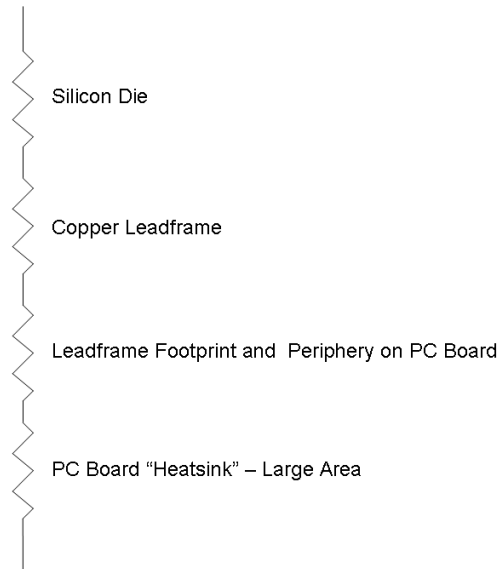 Silicon Die
Copper Leadframe
Leadframe Footprint and Periphery on PC Board
PC Board “Heatsink” – Large Area